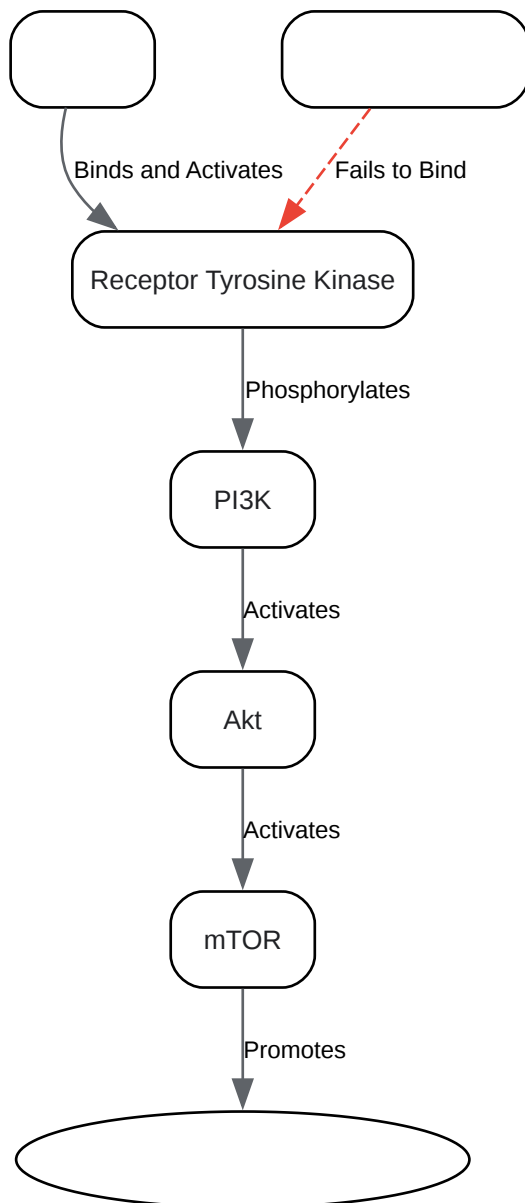 Binds and Activates
Fails to Bind
Receptor Tyrosine Kinase
Phosphorylates
PI3K
Activates
Akt
Activates
mTOR
Promotes